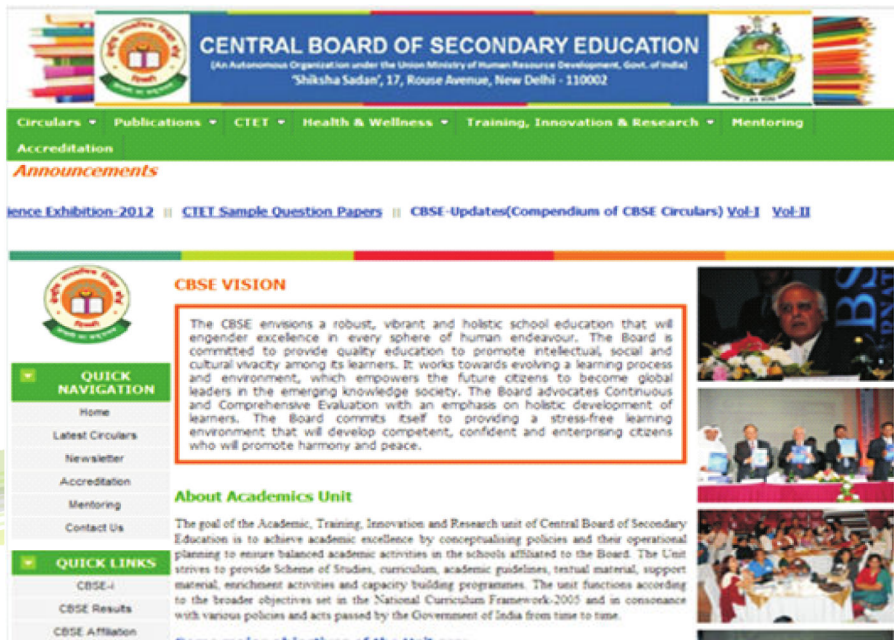 CENTRAL BOARD OF SECONDARY EDUCATION
(An Autonomous Organization under the Union Ministry of Human Resource Development, Govt. of India)
'Shiksha Sadan', 17, Rouse Avenue, New Delhi - 110002
Circulars Publications CTET Health & Wellness Training, Innovation & Research Mentoring
Accreditation
Announcements
ience Exhibition-2012 || CTET Sample Question Papers || CBSE-Updates(Compendium of CBSE Circulars) Vol-I Vol-II
QUICK
NAVIGATION
Home
Latest Circulars
Newsletter
Accreditation
Mentoring
Contact Us
QUICK LINKS
CBSE-i
CBSE Results
CBSE Affiliation
CBSE VISION
The CBSE envisions a robust, vibrant and holistic school education that will
engender excellence in every sphere of human endeavour. The Board is
committed to provide quality education to promote intellectual, social and
cultural vivacity among its learners. It works towards evolving a learning process
and environment, which empowers the future citizens to become global
leaders in the emerging knowledge society. The Board advocates Continuous
and Comprehensive Evaluation with an emphasis on holistic development of
learners. The Board commits itself to providing a stress-free learning
environment that will develop competent, confident and enterprising citizens
who will promote harmony and peace.
About Academics Unit
The goal of the Academic, Training, Innovation and Research unit of Central Board of Secondary
Education is to achieve academic excellence by conceptualising policies and their operational
planning to ensure balanced academic activities in the schools affiliated to the Board. The Unit
strives to provide Scheme of Studies, curriculum, academic guidelines, textual material, support
material, enrichment activities and capacity building programmes. The unit functions according
to the broader objectives set in the National Curriculum Framework-2005 and in consonance
with various policies and acts passed by the Government of India from time to time.